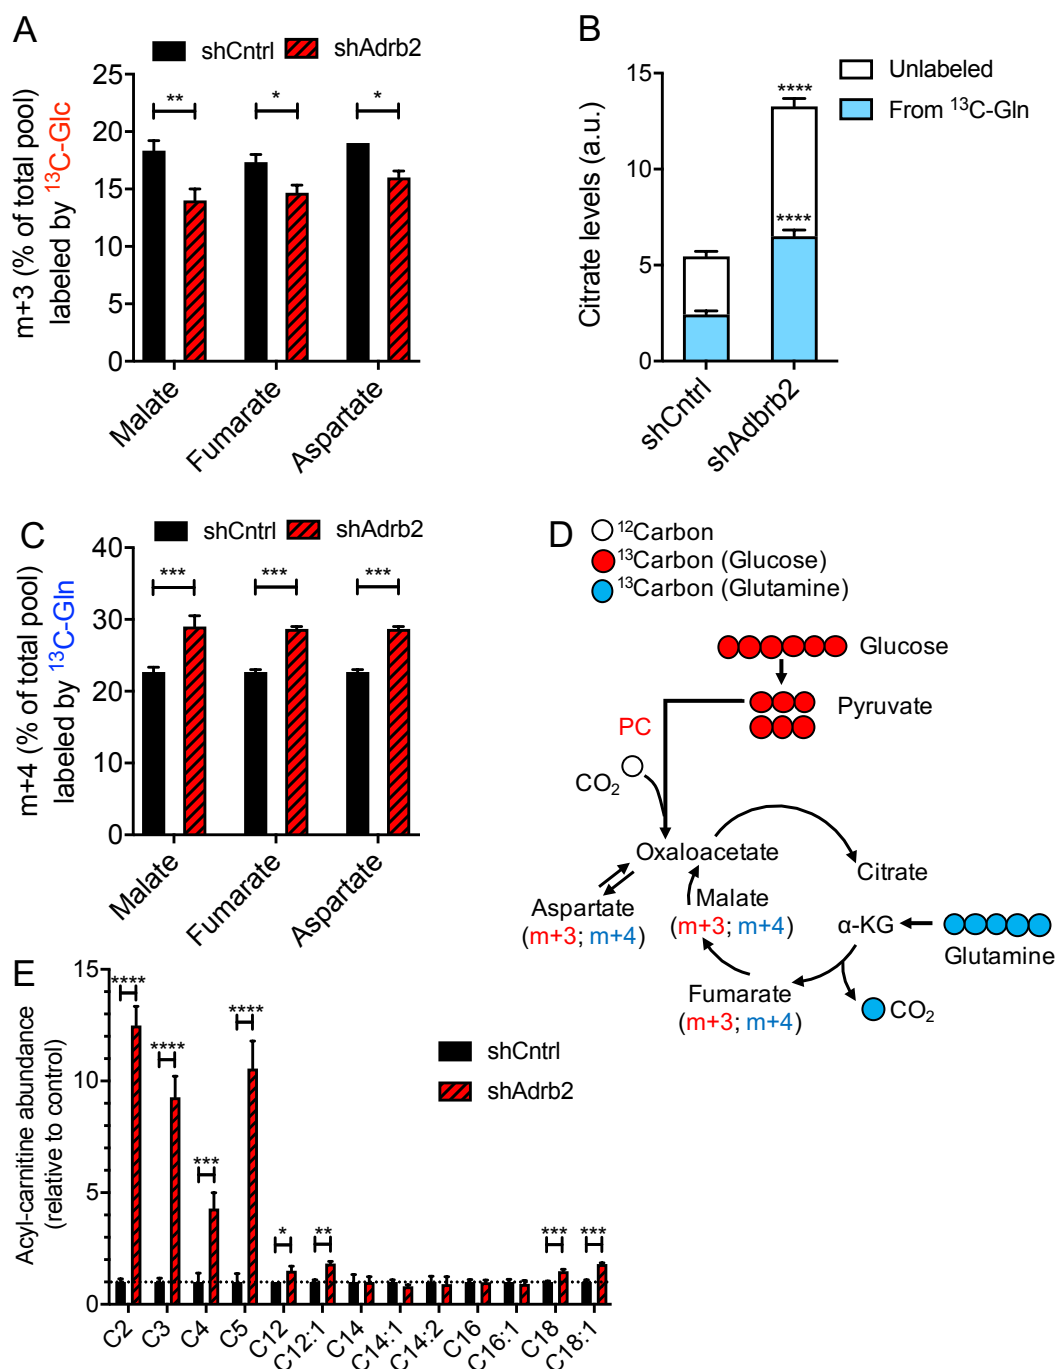 A
shCntrl
shAdrb2
m+3 (% of total pool)
labeled by ¹³C-Glc
25
20
15
10
5
0
**
*
*
Malate
Fumarate
Aspartate
B
Unlabeled
From ¹³C-Gln
Citrate levels (a.u.)
15
10
5
0
****
****
shCntrl
shAdbrb2
C
shCntrl
shAdrb2
m+4 (% of total pool)
labeled by ¹³C-Gln
40
30
20
10
0
***
***
***
Malate
Fumarate
Aspartate
D
¹²Carbon
¹³Carbon (Glucose)
¹³Carbon (Glutamine)
Glucose
Pyruvate
PC
CO₂
Oxaloacetate
Citrate
Aspartate
(m+3; m+4)
Malate
(m+3; m+4)
α-KG
Glutamine
Fumarate
(m+3; m+4)
CO₂
E
shCntrl
shAdrb2
Acyl-carnitine abundance
(relative to control)
15
10
5
0
****
****
***
****
*
**
***
***
C2
C3
C4
C5
C12
C12:1
C14
C14:1
C14:2
C16
C16:1
C18
C18:1